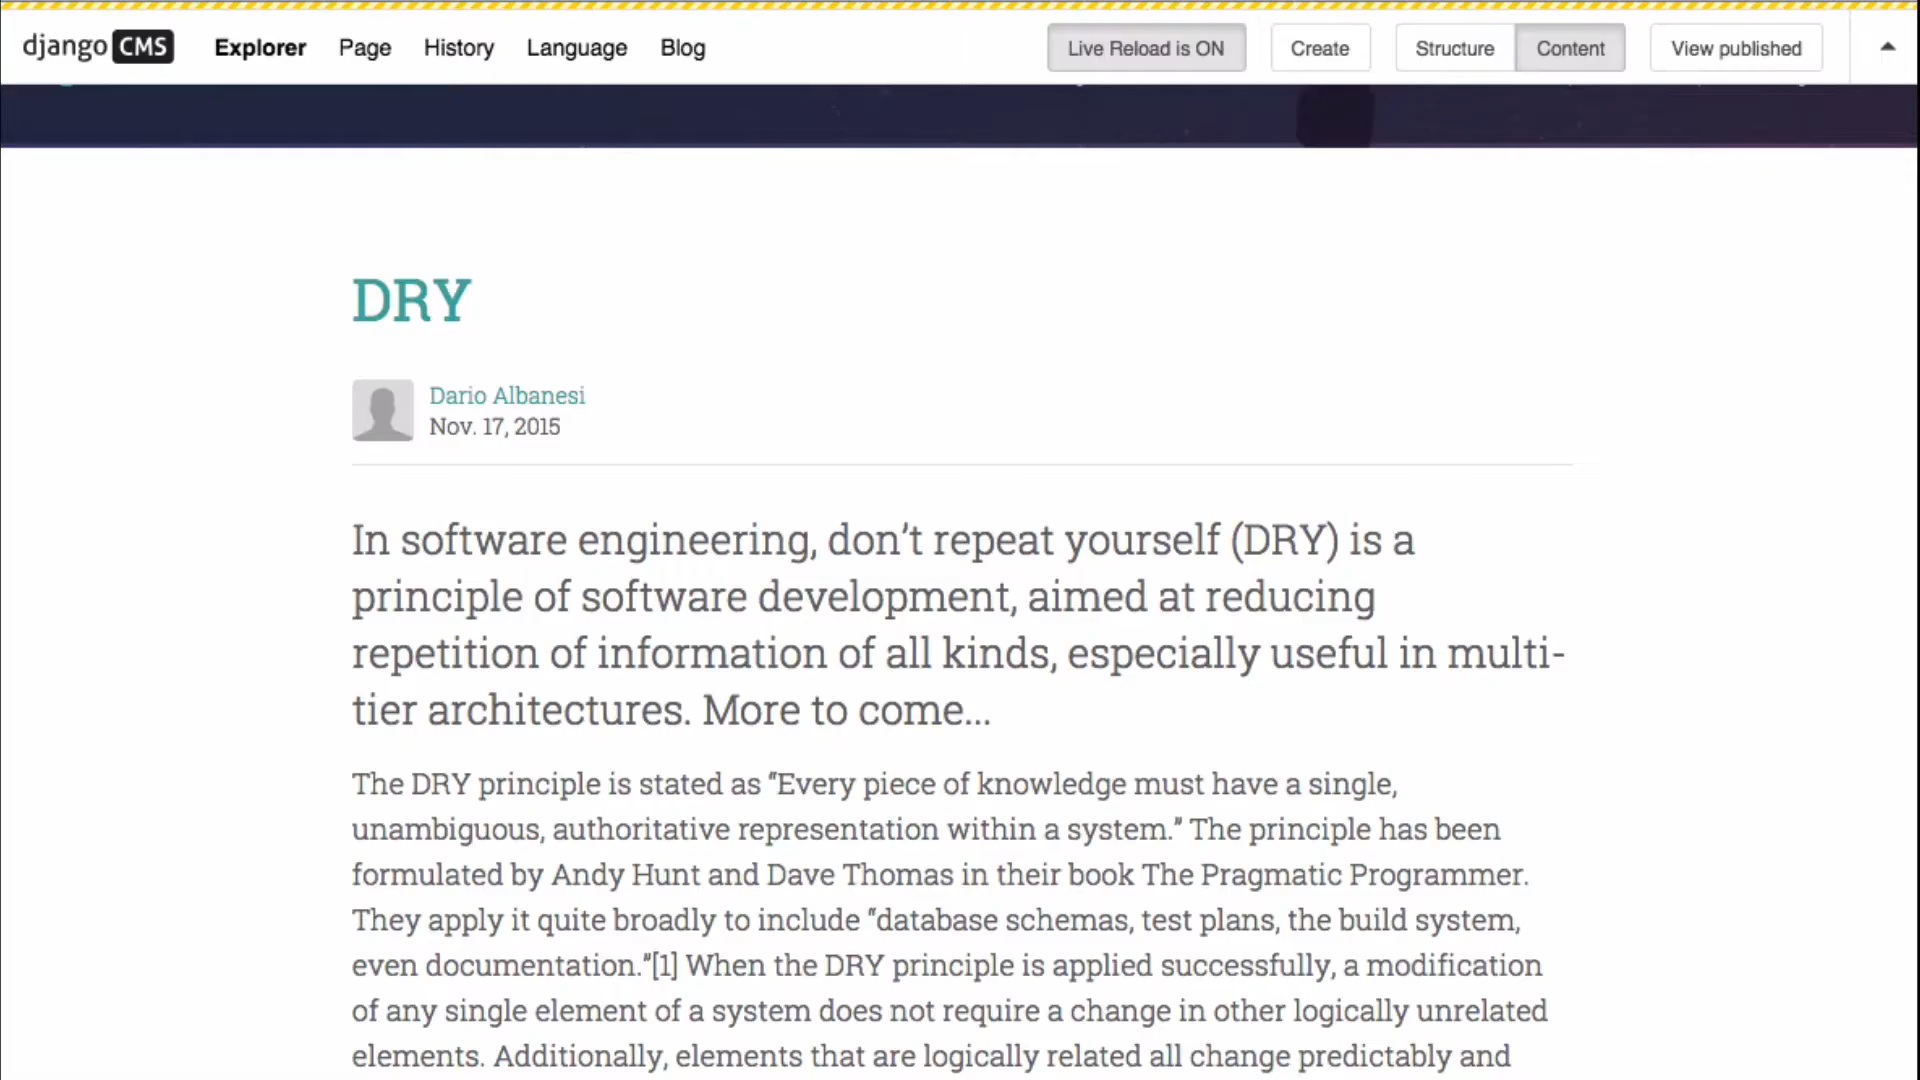 django CMS Explorer Page History Language Blog Live Reload is ON Create Structure Content View published
DRY
Dario Albanesi
Nov. 17, 2015
In software engineering, don’t repeat yourself (DRY) is a
principle of software development, aimed at reducing
repetition of information of all kinds, especially useful in multi-
tier architectures. More to come...
The DRY principle is stated as “Every piece of knowledge must have a single,
unambiguous, authoritative representation within a system.” The principle has been
formulated by Andy Hunt and Dave Thomas in their book The Pragmatic Programmer.
They apply it quite broadly to include “database schemas, test plans, the build system,
even documentation.”[1] When the DRY principle is applied successfully, a modification
of any single element of a system does not require a change in other logically unrelated
elements. Additionally, elements that are logically related all change predictably and